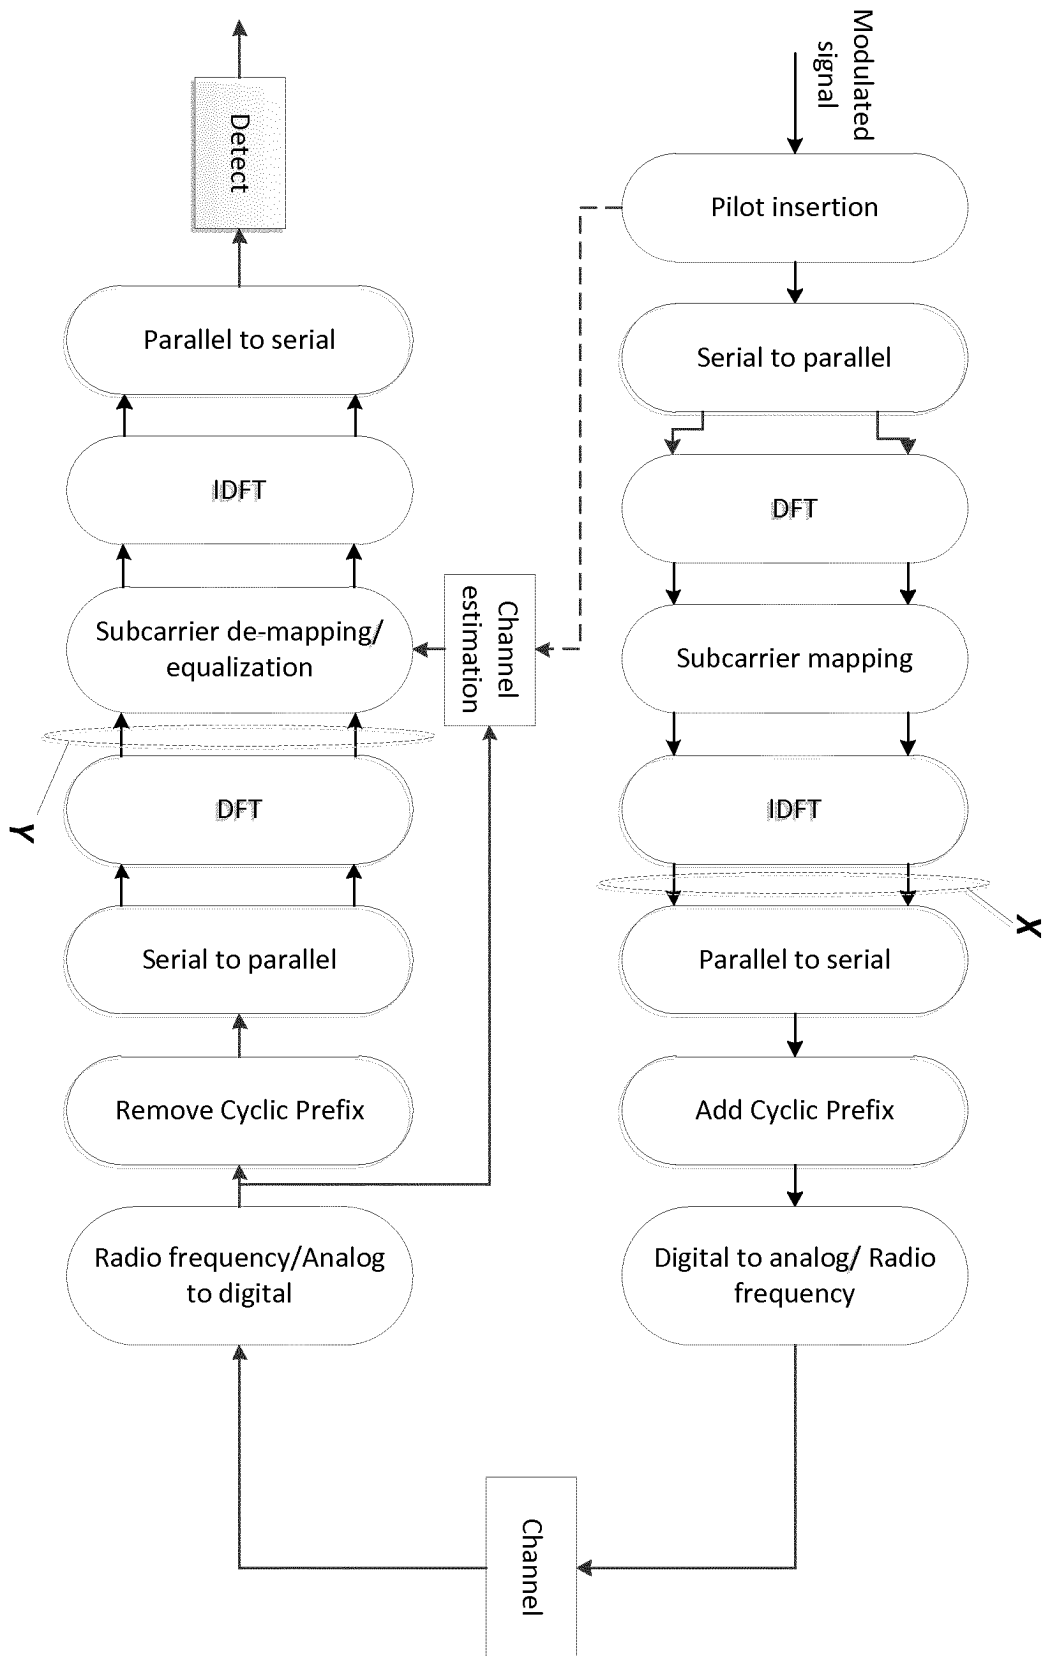 Modulated
signal
Pilot insertion
Serial to parallel
DFT
Subcarrier mapping
IDFT
X
Parallel to serial
Add Cyclic Prefix
Digital to analog/ Radio
frequency
Channel
Radio frequency/Analog
to digital
Remove Cyclic Prefix
Serial to parallel
DFT
Y
Subcarrier de-mapping/
equalization
Channel
estimation
IDFT
Parallel to serial
Detect